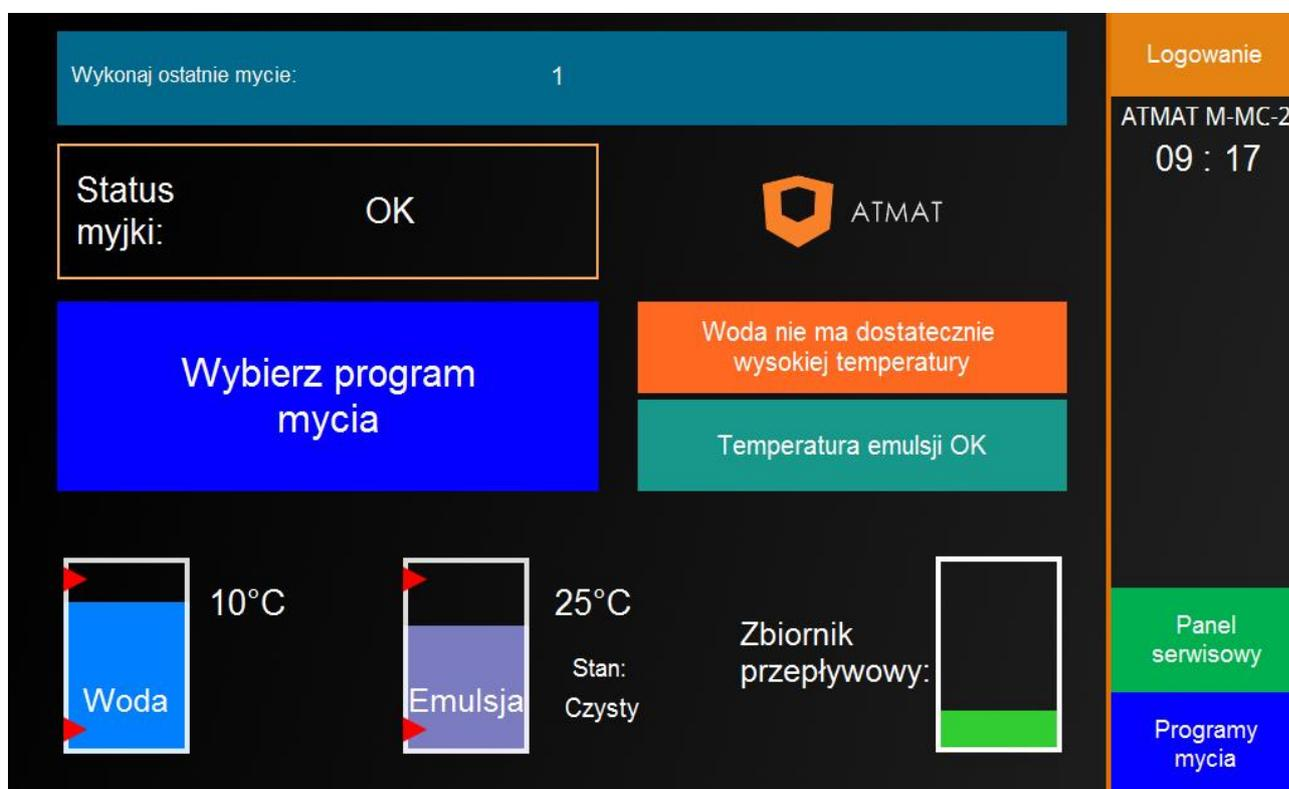 Wykonaj ostatnie mycie: 1
Logowanie
ATMAT M-MC-2
09 : 17
Status
myjki:
OK
ATMAT
Wybierz program
mycia
Woda nie ma dostatecznie
wysokiej temperatury
Temperatura emulsji OK
10°C
Woda
25°C
Stan:
Czysty
Emulsja
Zbiornik
przepływowy:
Panel
serwisowy
Programy
mycia